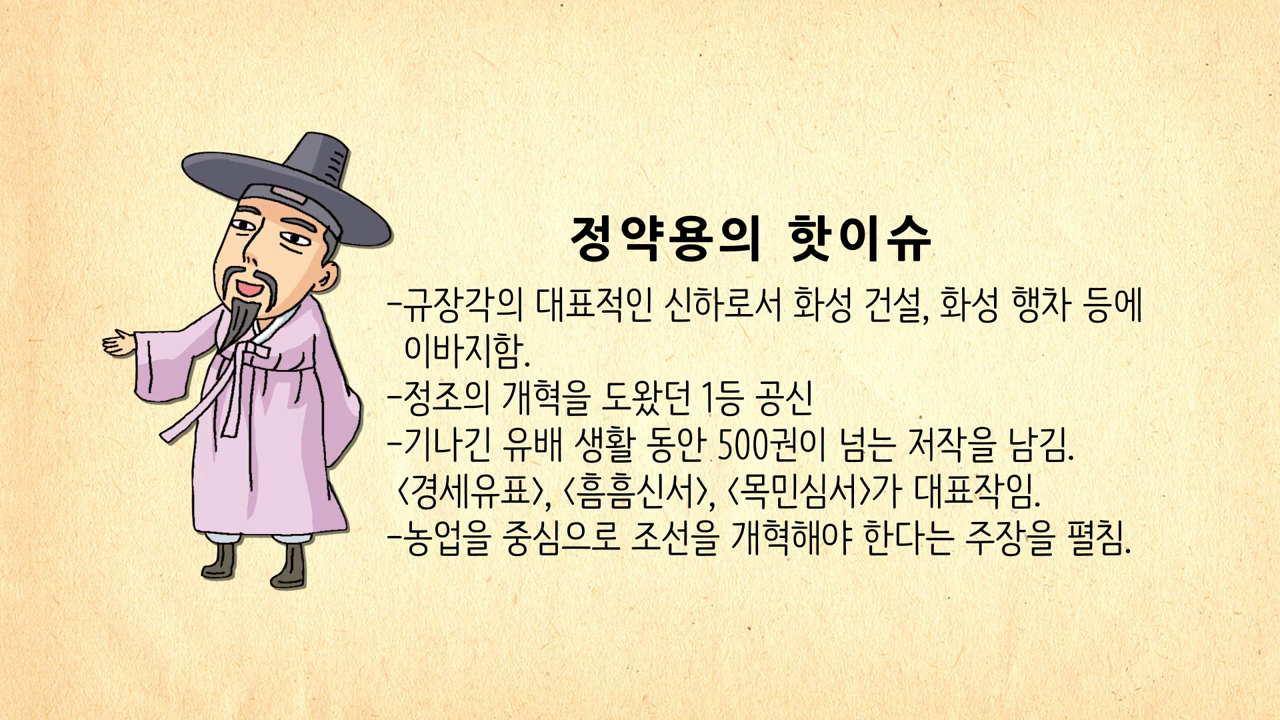 정약용의 핫이슈
-규장각의 대표적인 신하로서 화성 건설, 화성 행차 등에
이바지함.
-정조의 개혁을 도왔던 1등 공신
-기나긴 유배 생활 동안 500권이 넘는 저작을 남김.
<경세유표>, <흠흠신서>, <목민심서>가 대표작임.
-농업을 중심으로 조선을 개혁해야 한다는 주장을 펼침.